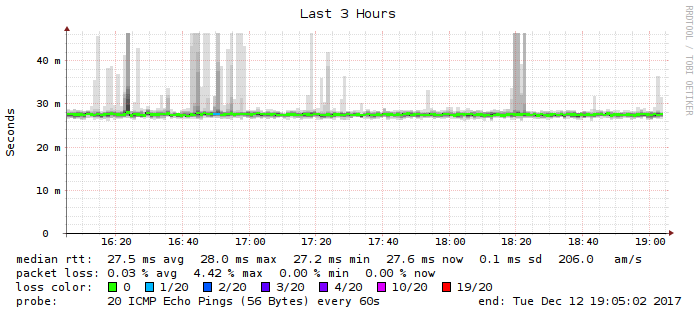 Last 3 Hours
RRDTOOL / TOBI OETIKER
Seconds
40 m
30 m
20 m
10 m
0
16:20 16:40 17:00 17:20 17:40 18:00 18:20 18:40 19:00
median rtt: 27.5 ms avg 28.0 ms max 27.2 ms min 27.6 ms now 0.1 ms sd 206.0 am/s
packet loss: 0.03 % avg 4.42 % max 0.00 % min 0.00 % now
loss color: 0 1/20 2/20 3/20 4/20 10/20 19/20
probe: 20 ICMP Echo Pings (56 Bytes) every 60s end: Tue Dec 12 19:05:02 2017